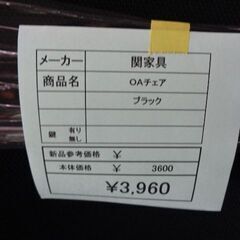 メーカー 関家具
商品名 OAチェア
ブラック
鍵 有り 無し
新品参考価格 ¥
本体価格 ¥ 3600
¥3,960